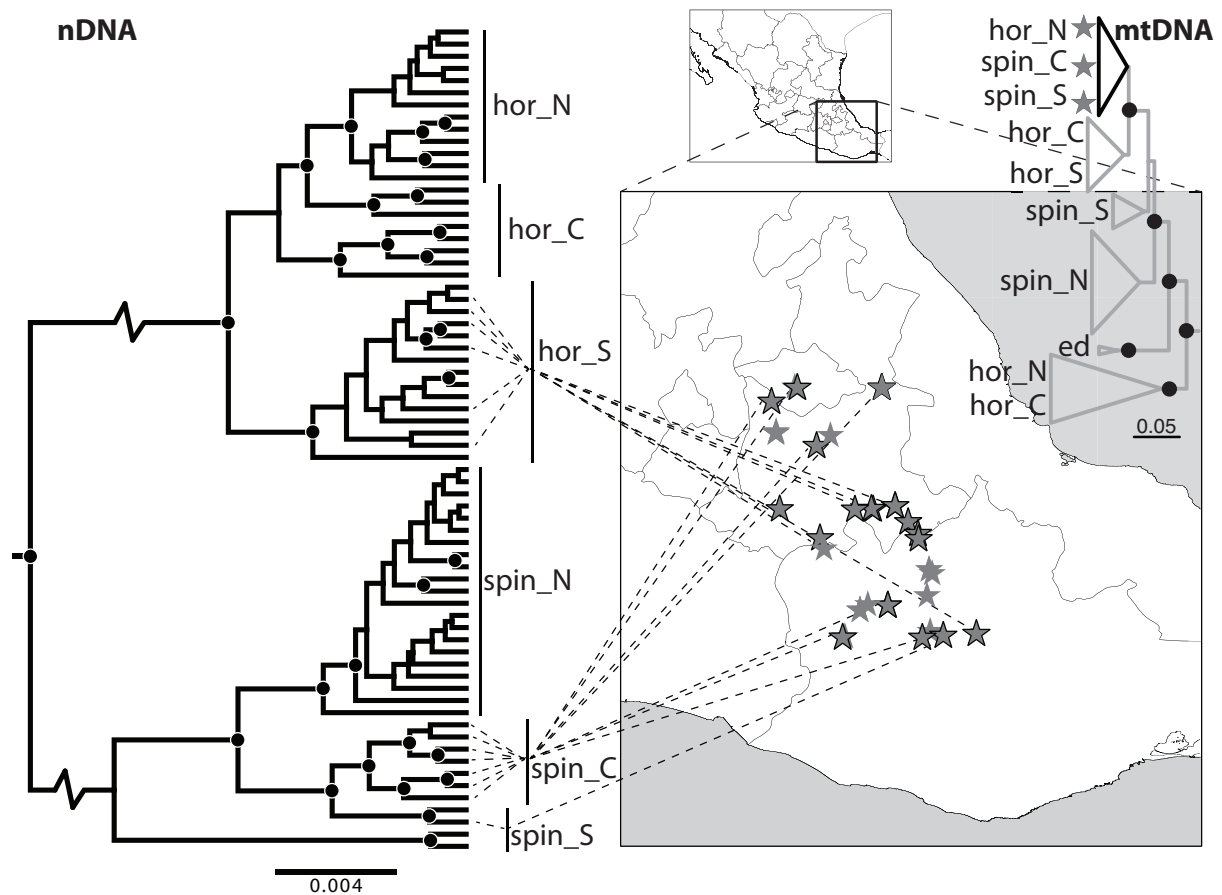 nDNA
hor_N
hor_C
hor_S
spin_N
spin_C
spin_S
0.004
mtDNA
hor_N
spin_C
spin_S
hor_C
hor_S
spin_S
spin_N
ed
hor_N
hor_C
0.05